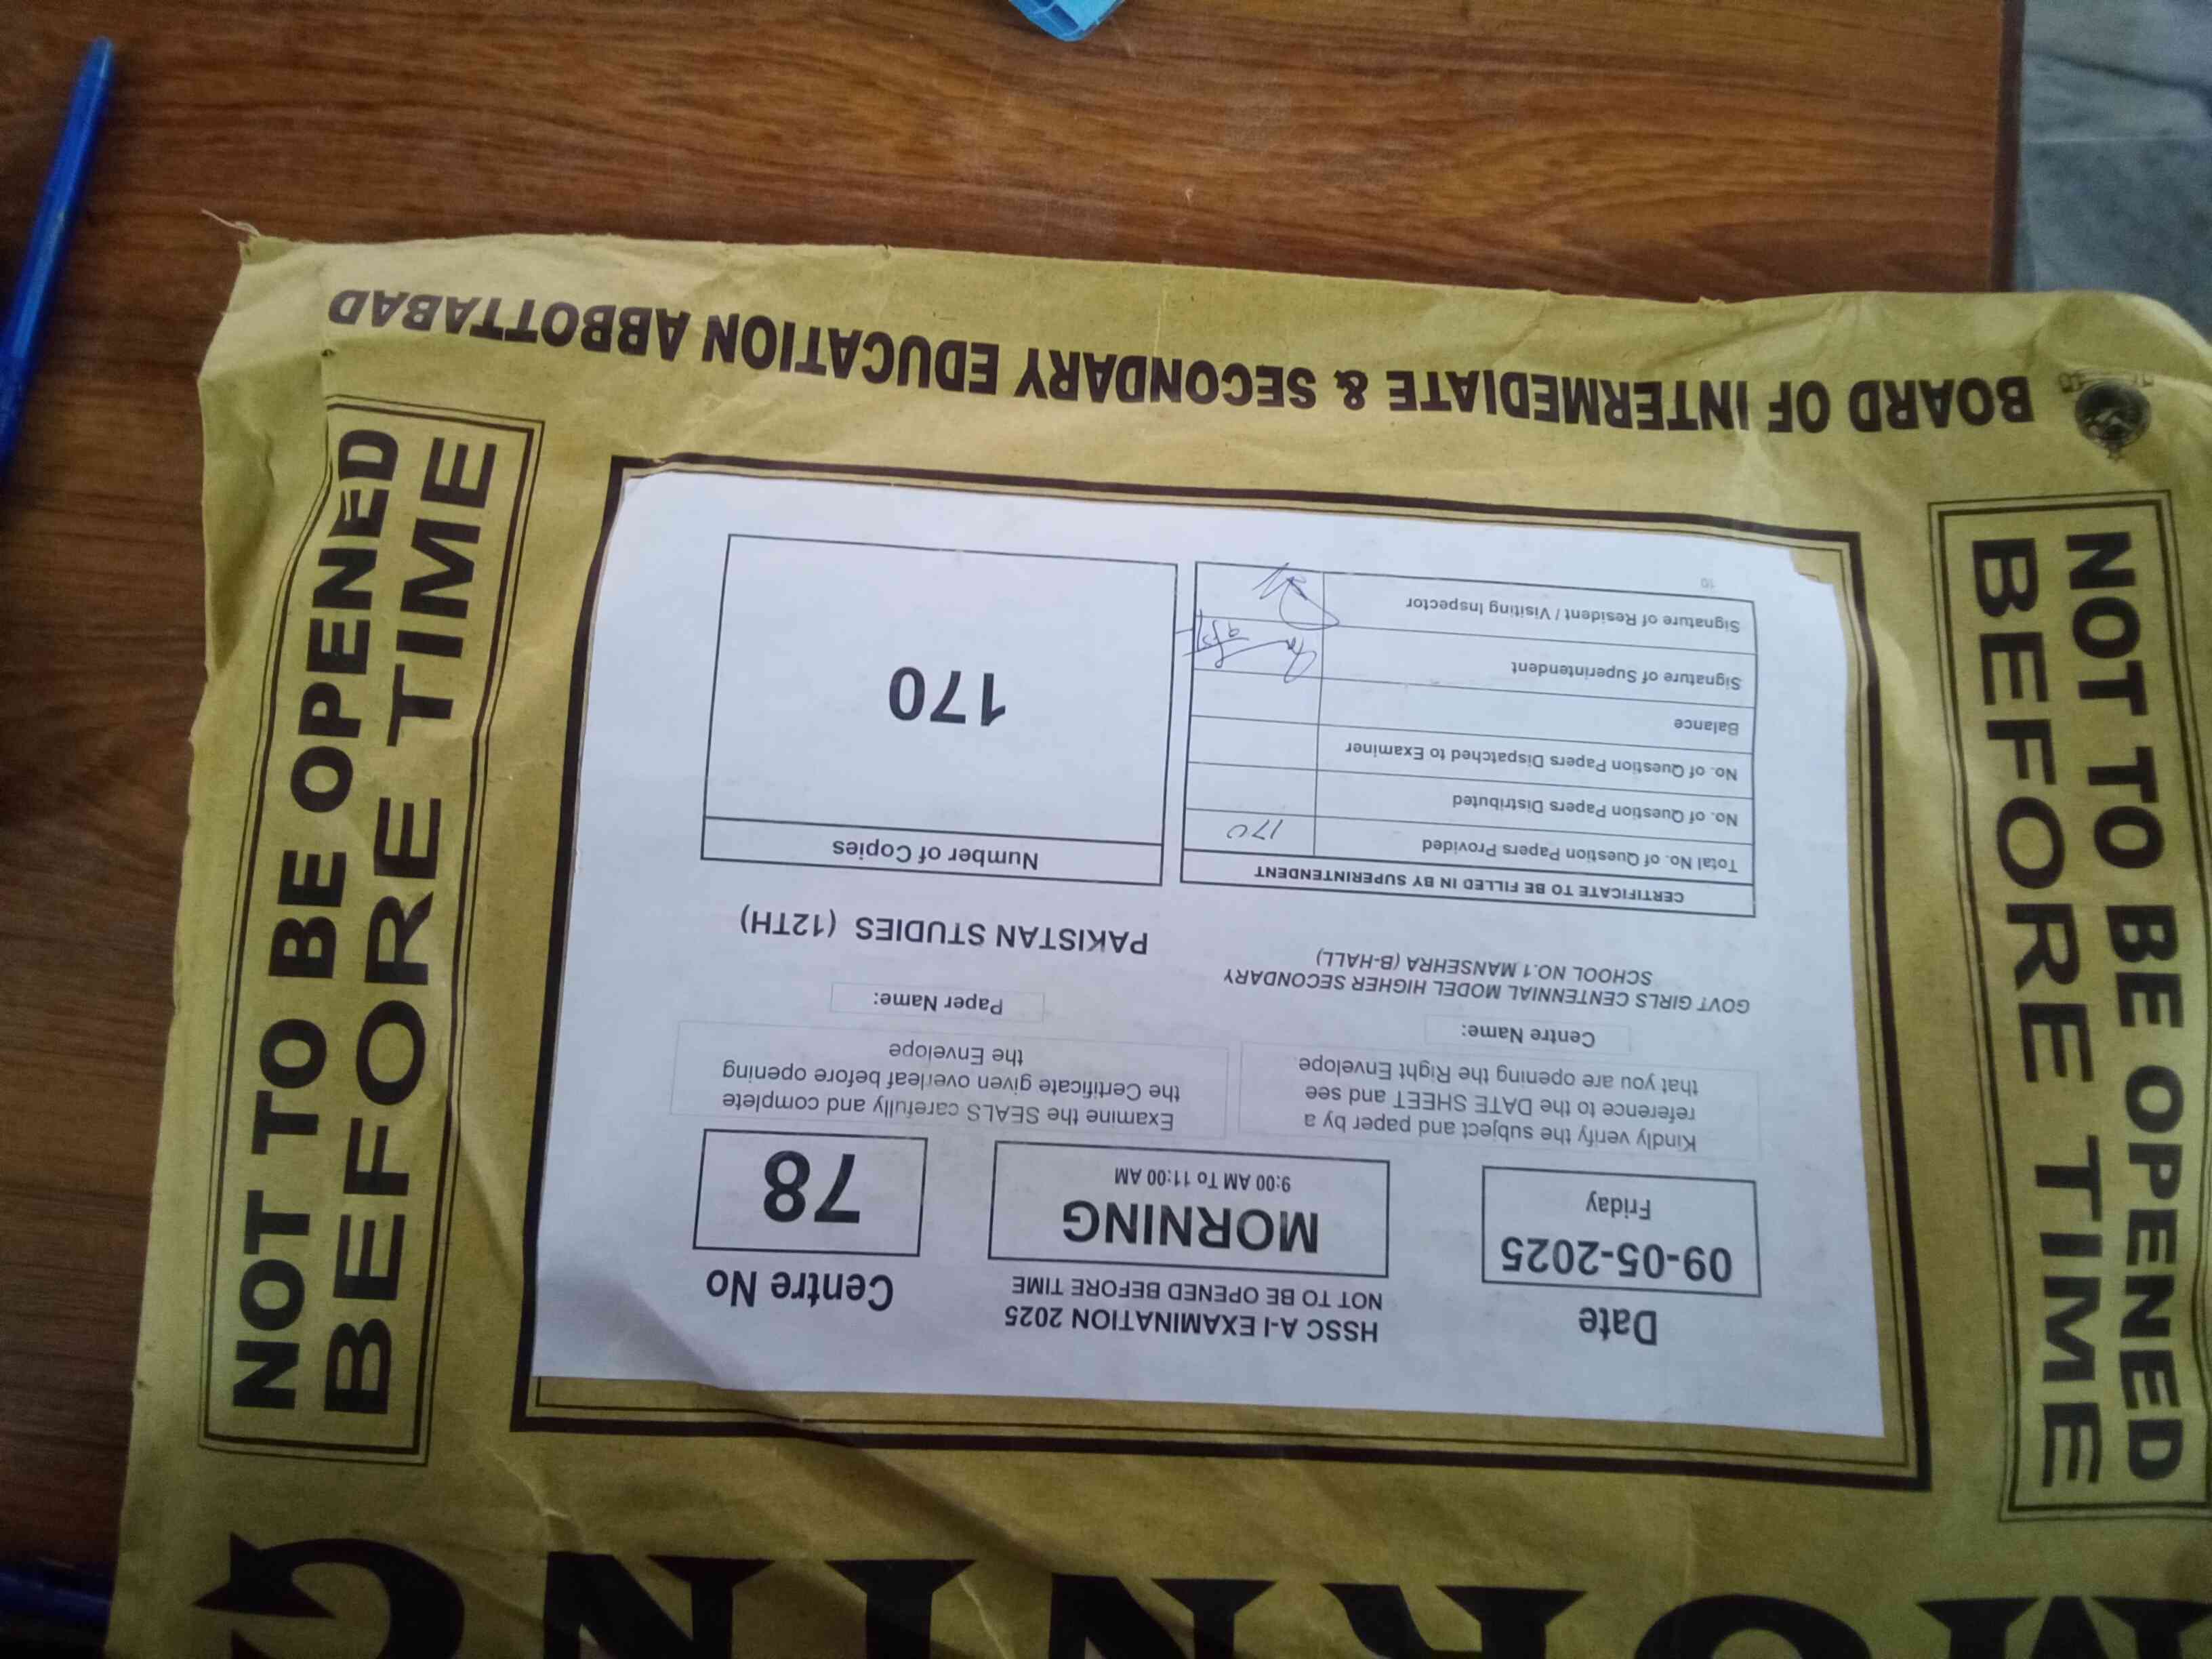 MORNING
NOT TO BE OPENED
BEFORE TIME
Date
09-05-2025
Friday
HSSC A-I EXAMINATION 2025
NOT TO BE OPENED BEFORE TIME
MORNING
9:00 AM To 11:00 AM
Centre No
78
Kindly verify the subject and paper by a
reference to the DATE SHEET and see
that you are opening the Right Envelope
Examine the SEALS carefully and complete
the Certificate given overleaf before opening
the Envelope
Centre Name:
GOVT GIRLS CENTENNIAL MODEL HIGHER SECONDARY
SCHOOL NO.1 MANSEHRA (B-HALL)
Paper Name:
PAKISTAN STUDIES (12TH)
CERTIFICATE TO BE FILLED IN BY SUPERINTENDENT
Total No. of Question Papers Provided 170
No. of Question Papers Distributed
No. of Question Papers Dispatched to Examiner
Balance
Signature of Superintendent
Signature of Resident / Visiting Inspector
10
Number of Copies
170
NOT TO BE OPENED
BEFORE TIME
BOARD OF INTERMEDIATE & SECONDARY EDUCATION ABBOTTABAD